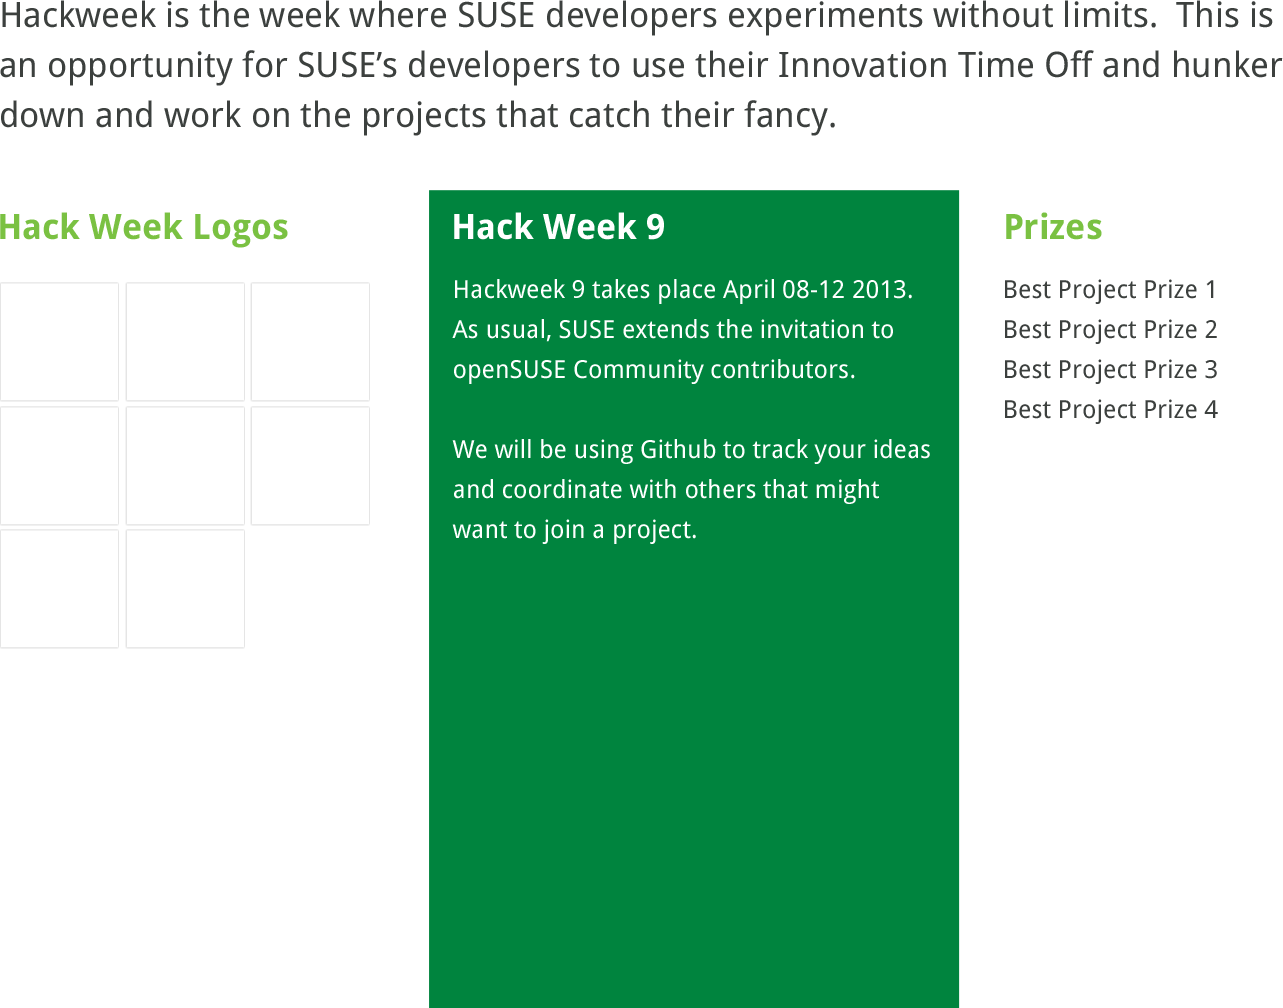 Hackweek is the week where SUSE developers experiments without limits.  This is
an opportunity for SUSE’s developers to use their Innovation Time Off and hunker
down and work on the projects that catch their fancy.
Hack Week Logos
Hack Week 9
Hackweek 9 takes place April 08-12 2013.
As usual, SUSE extends the invitation to
openSUSE Community contributors.
We will be using Github to track your ideas
and coordinate with others that might
want to join a project.
Prizes
Best Project Prize 1
Best Project Prize 2
Best Project Prize 3
Best Project Prize 4